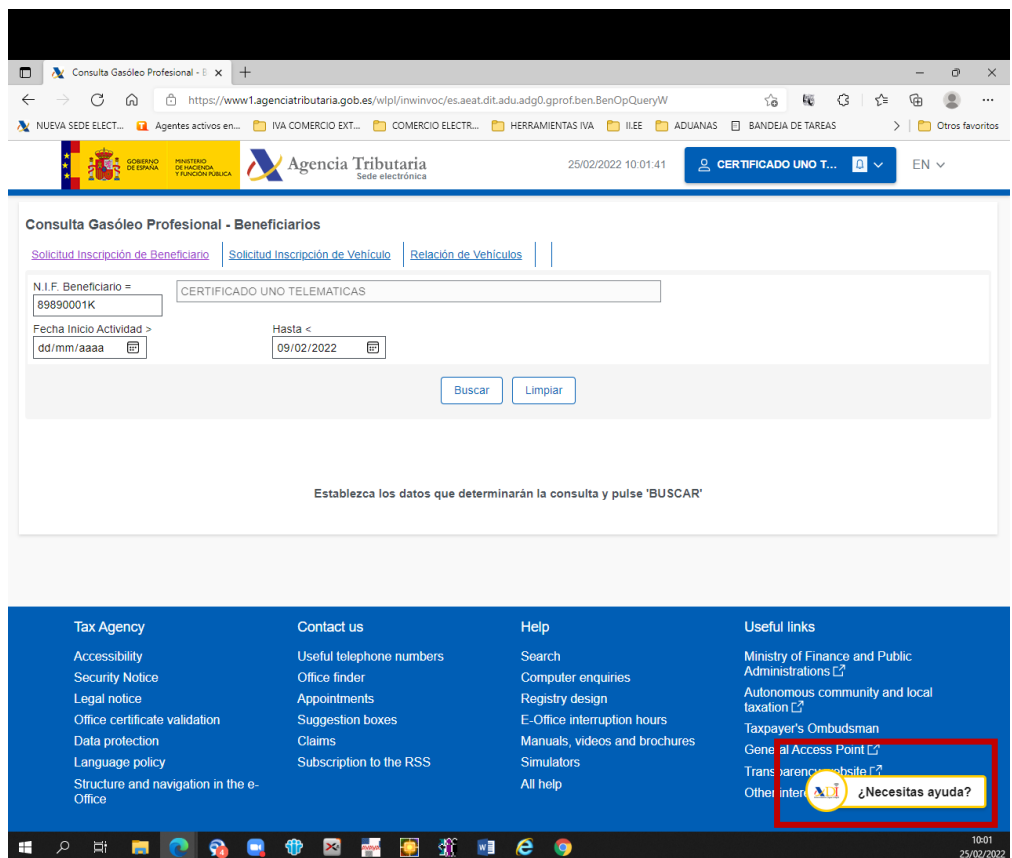 Consulta Gasóleo Profesional - B
https://www1.agenciatributaria.gob.es/wlpl/inwinvoc/es.aeat.dit.adu.adg0.gprof.ben.BenOpQueryW
NUEVA SEDE ELECT...
Agentes activos en...
IVA COMERCIO EXT...
COMERCIO ELECTR...
HERRAMIENTAS IVA
II.EE
ADUANAS
BANDEJA DE TAREAS
Otros favoritos
GOBIERNO
DE ESPAÑA
MINISTERIO
DE HACIENDA
Y FUNCIÓN PÚBLICA
Agencia Tributaria
Sede electrónica
25/02/2022 10:01:41
CERTIFICADO UNO T...
EN
Consulta Gasóleo Profesional - Beneficiarios
Solicitud Inscripción de Beneficiario
Solicitud Inscripción de Vehículo
Relación de Vehículos
N.I.F. Beneficiario =
89890001K
CERTIFICADO UNO TELEMATICAS
Fecha Inicio Actividad >
dd/mm/aaaa
Hasta <
09/02/2022
Buscar
Limpiar
Establezca los datos que determinarán la consulta y pulse 'BUSCAR'
Tax Agency
Accessibility
Security Notice
Legal notice
Office certificate validation
Data protection
Language policy
Structure and navigation in the e-
Office
Contact us
Useful telephone numbers
Office finder
Appointments
Suggestion boxes
Claims
Subscription to the RSS
Help
Search
Computer enquiries
Registry design
E-Office interruption hours
Manuals, videos and brochures
Simulators
All help
Useful links
Ministry of Finance and Public
Administrations
Autonomous community and local
taxation
Taxpayer's Ombudsman
General Access Point
Transparency website
Other inter
ADI
¿Necesitas ayuda?
10:01
25/02/2022